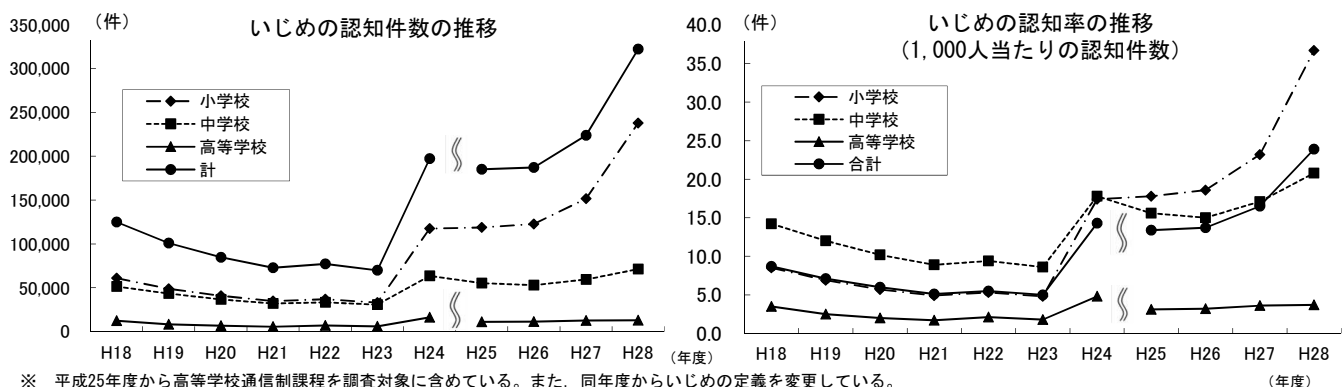 （件）
いじめの認知件数の推移
350,000
300,000
250,000
200,000
150,000
100,000
50,000
0
小学校
中学校
高等学校
計
H18 H19 H20 H21 H22 H23 H24 H25 H26 H27 H28
（年度）
（件）
いじめの認知率の推移
（1,000人当たりの認知件数）
40.0
35.0
30.0
25.0
20.0
15.0
10.0
5.0
0.0
小学校
中学校
高等学校
合計
H18 H19 H20 H21 H22 H23 H24 H25 H26 H27 H28
（年度）
※　平成25年度から高等学校通信制課程を調査対象に含めている。また，同年度からいじめの定義を変更している。